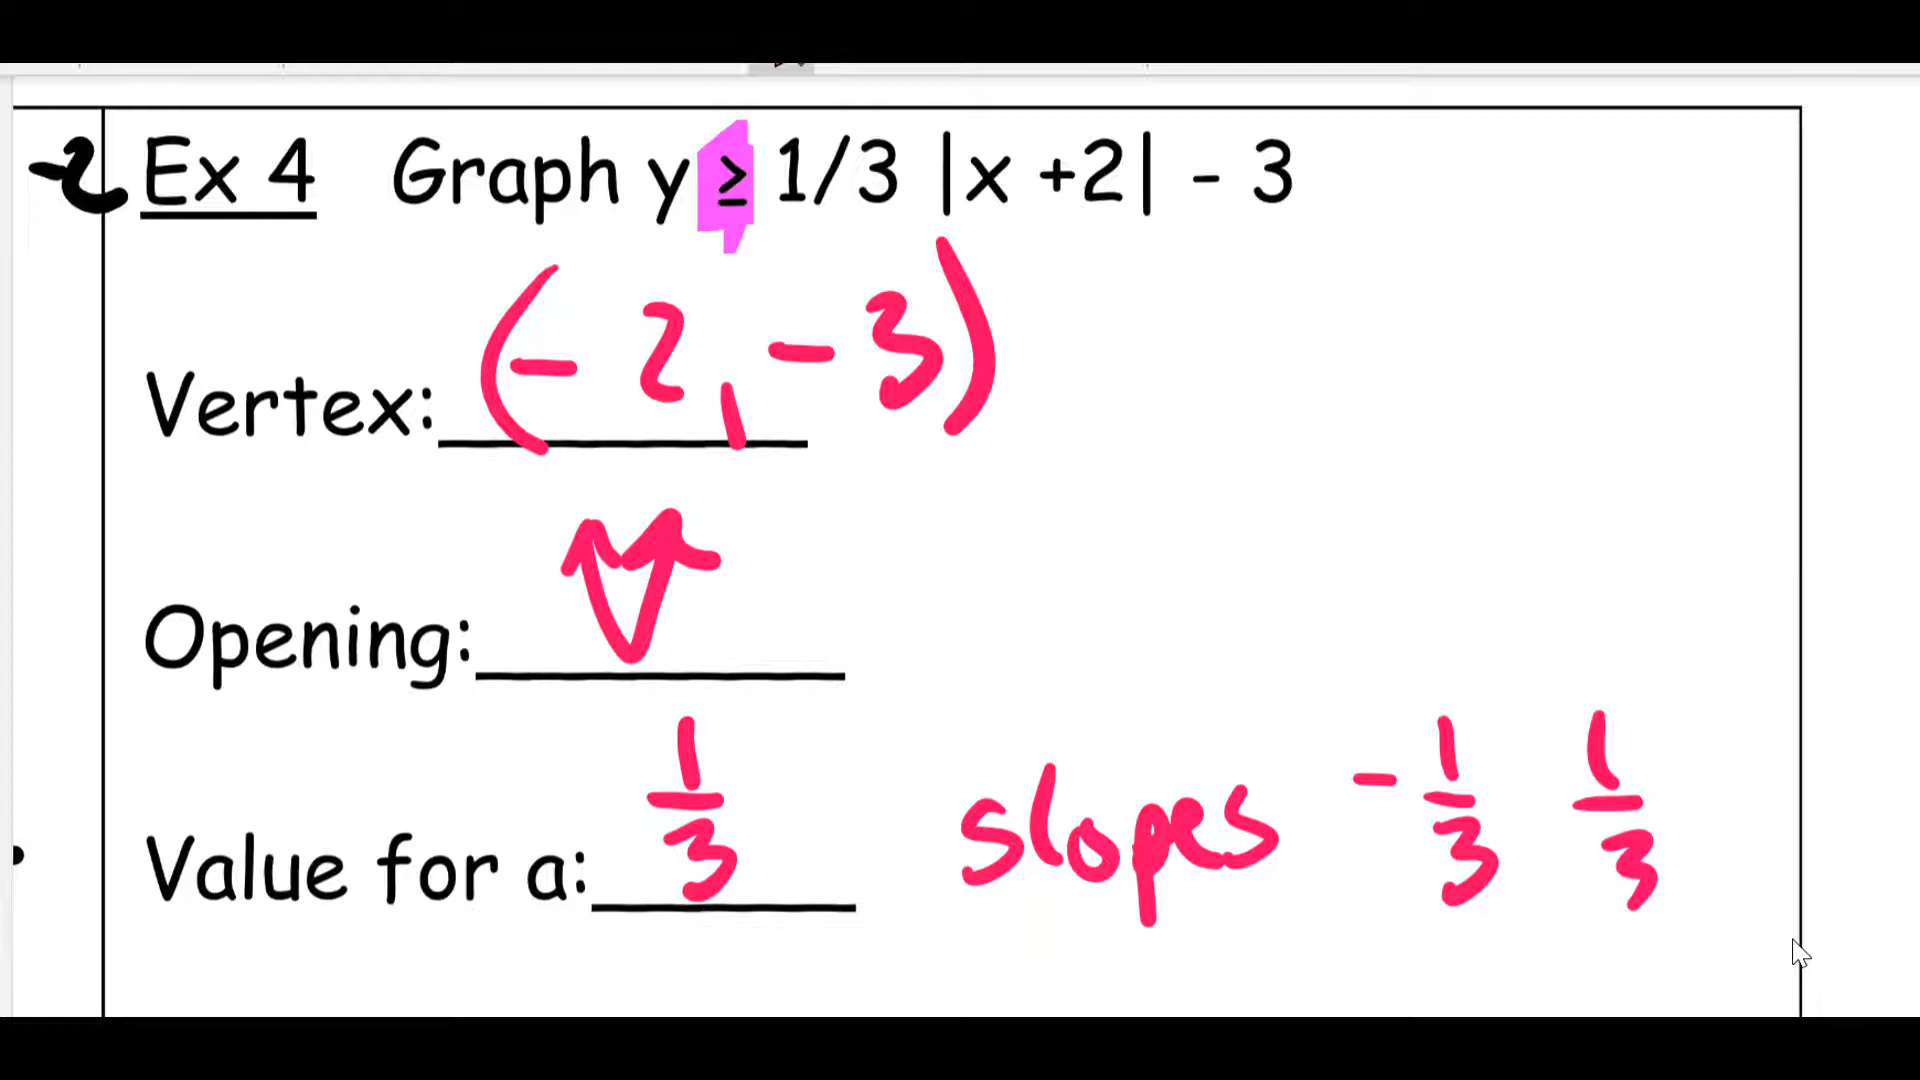 -2 Ex 4 Graph y ≥ 1/3 |x +2| - 3
Vertex: (-2, -3)
Opening:
Value for a: 1/3 slopes -1/3 1/3